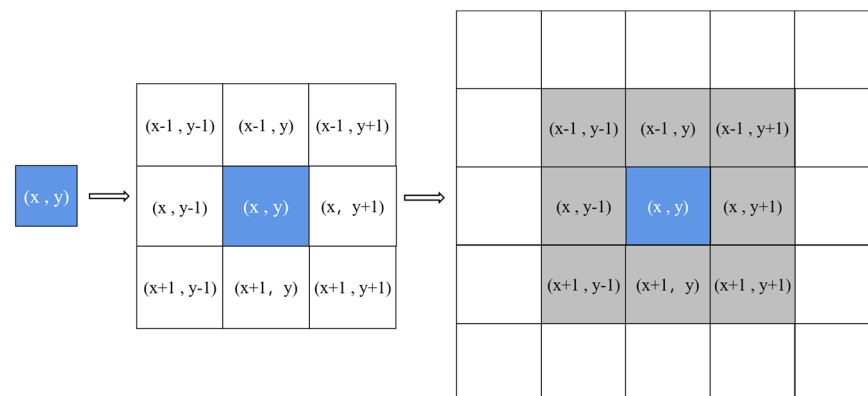 (x , y)
(x-1 , y-1) (x-1 , y) (x-1 , y+1)
(x , y-1) (x , y) (x， y+1)
(x+1 , y-1) (x+1， y) (x+1 , y+1)
(x-1 , y-1) (x-1 , y) (x-1 , y+1)
(x , y-1) (x , y) (x , y+1)
(x+1 , y-1) (x+1， y) (x+1 , y+1)